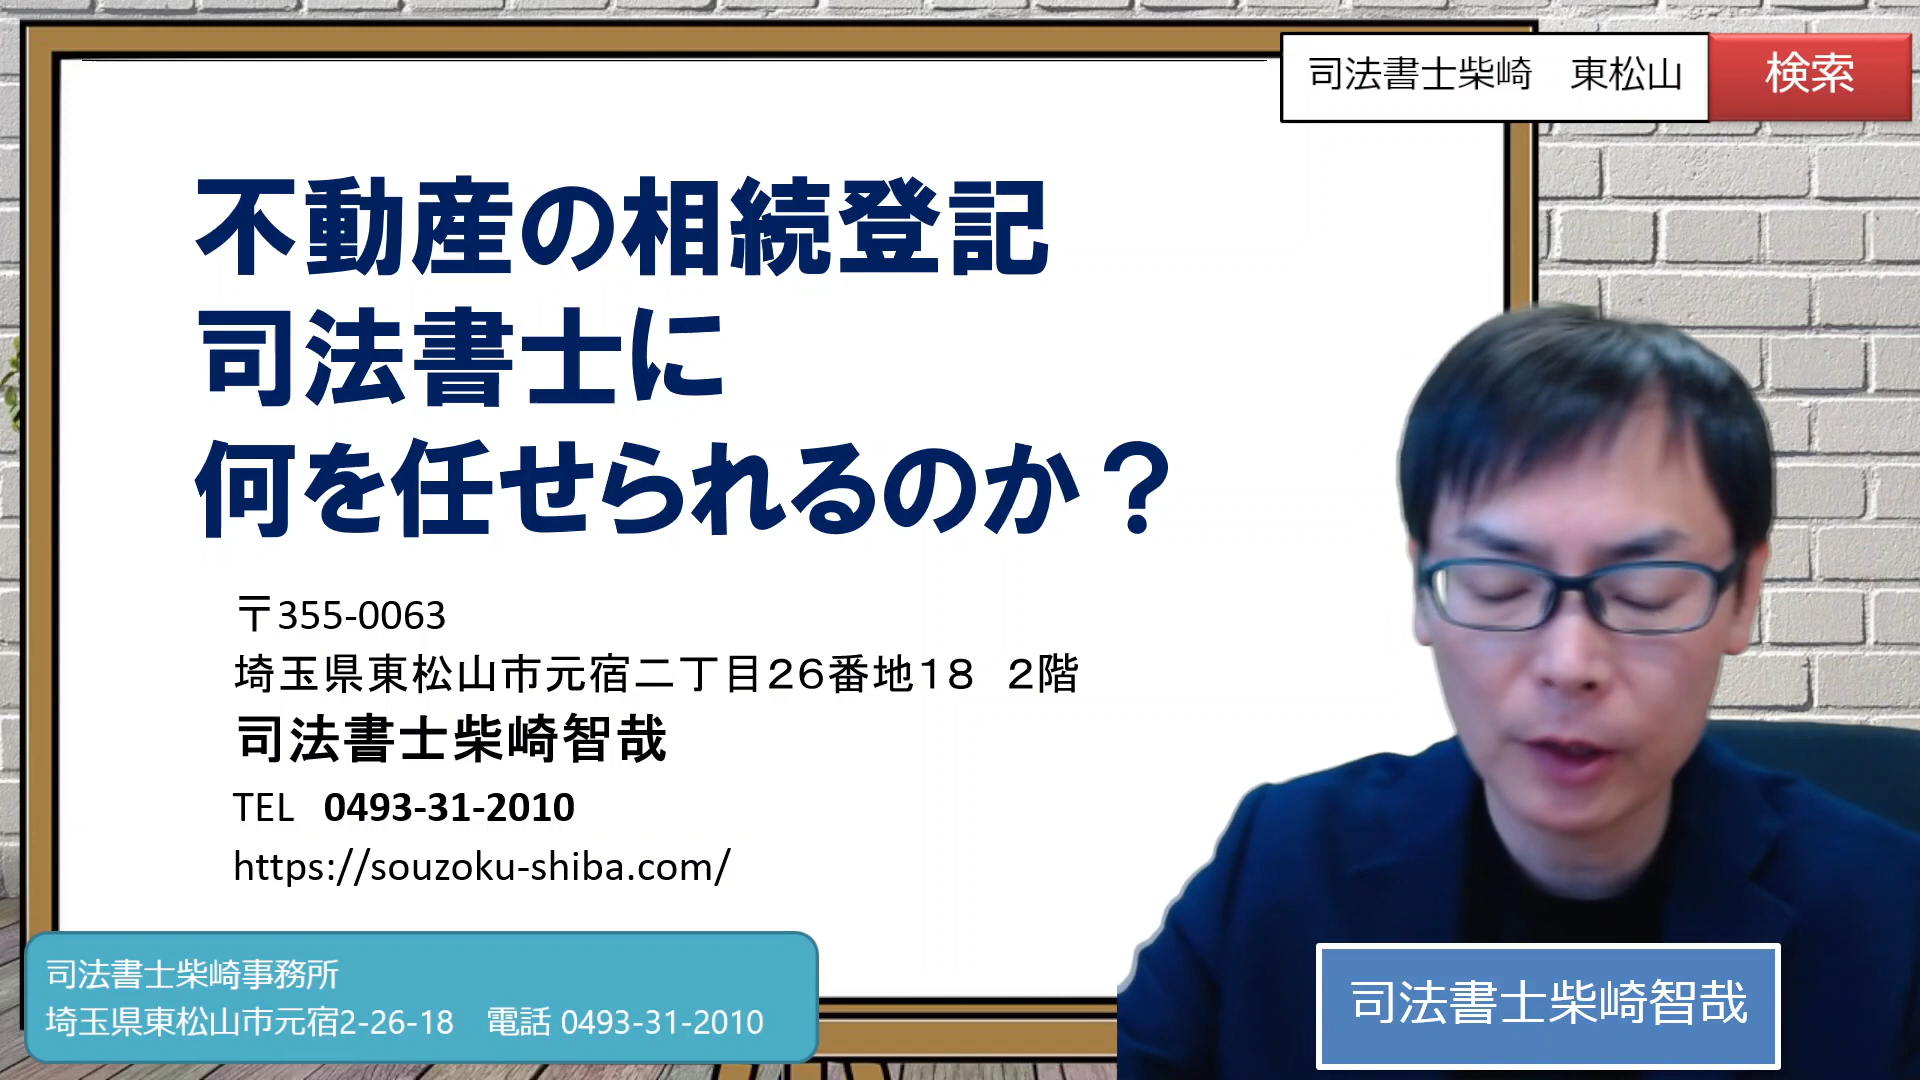 司法書士柴崎　東松山
検索
不動産の相続登記
司法書士に
何を任せられるのか？
〒355-0063
埼玉県東松山市元宿二丁目２６番地１８　２階
司法書士柴崎智哉
TEL　0493-31-2010
https://souzoku-shiba.com/
司法書士柴崎事務所
埼玉県東松山市元宿2-26-18　電話 0493-31-2010
司法書士柴崎智哉